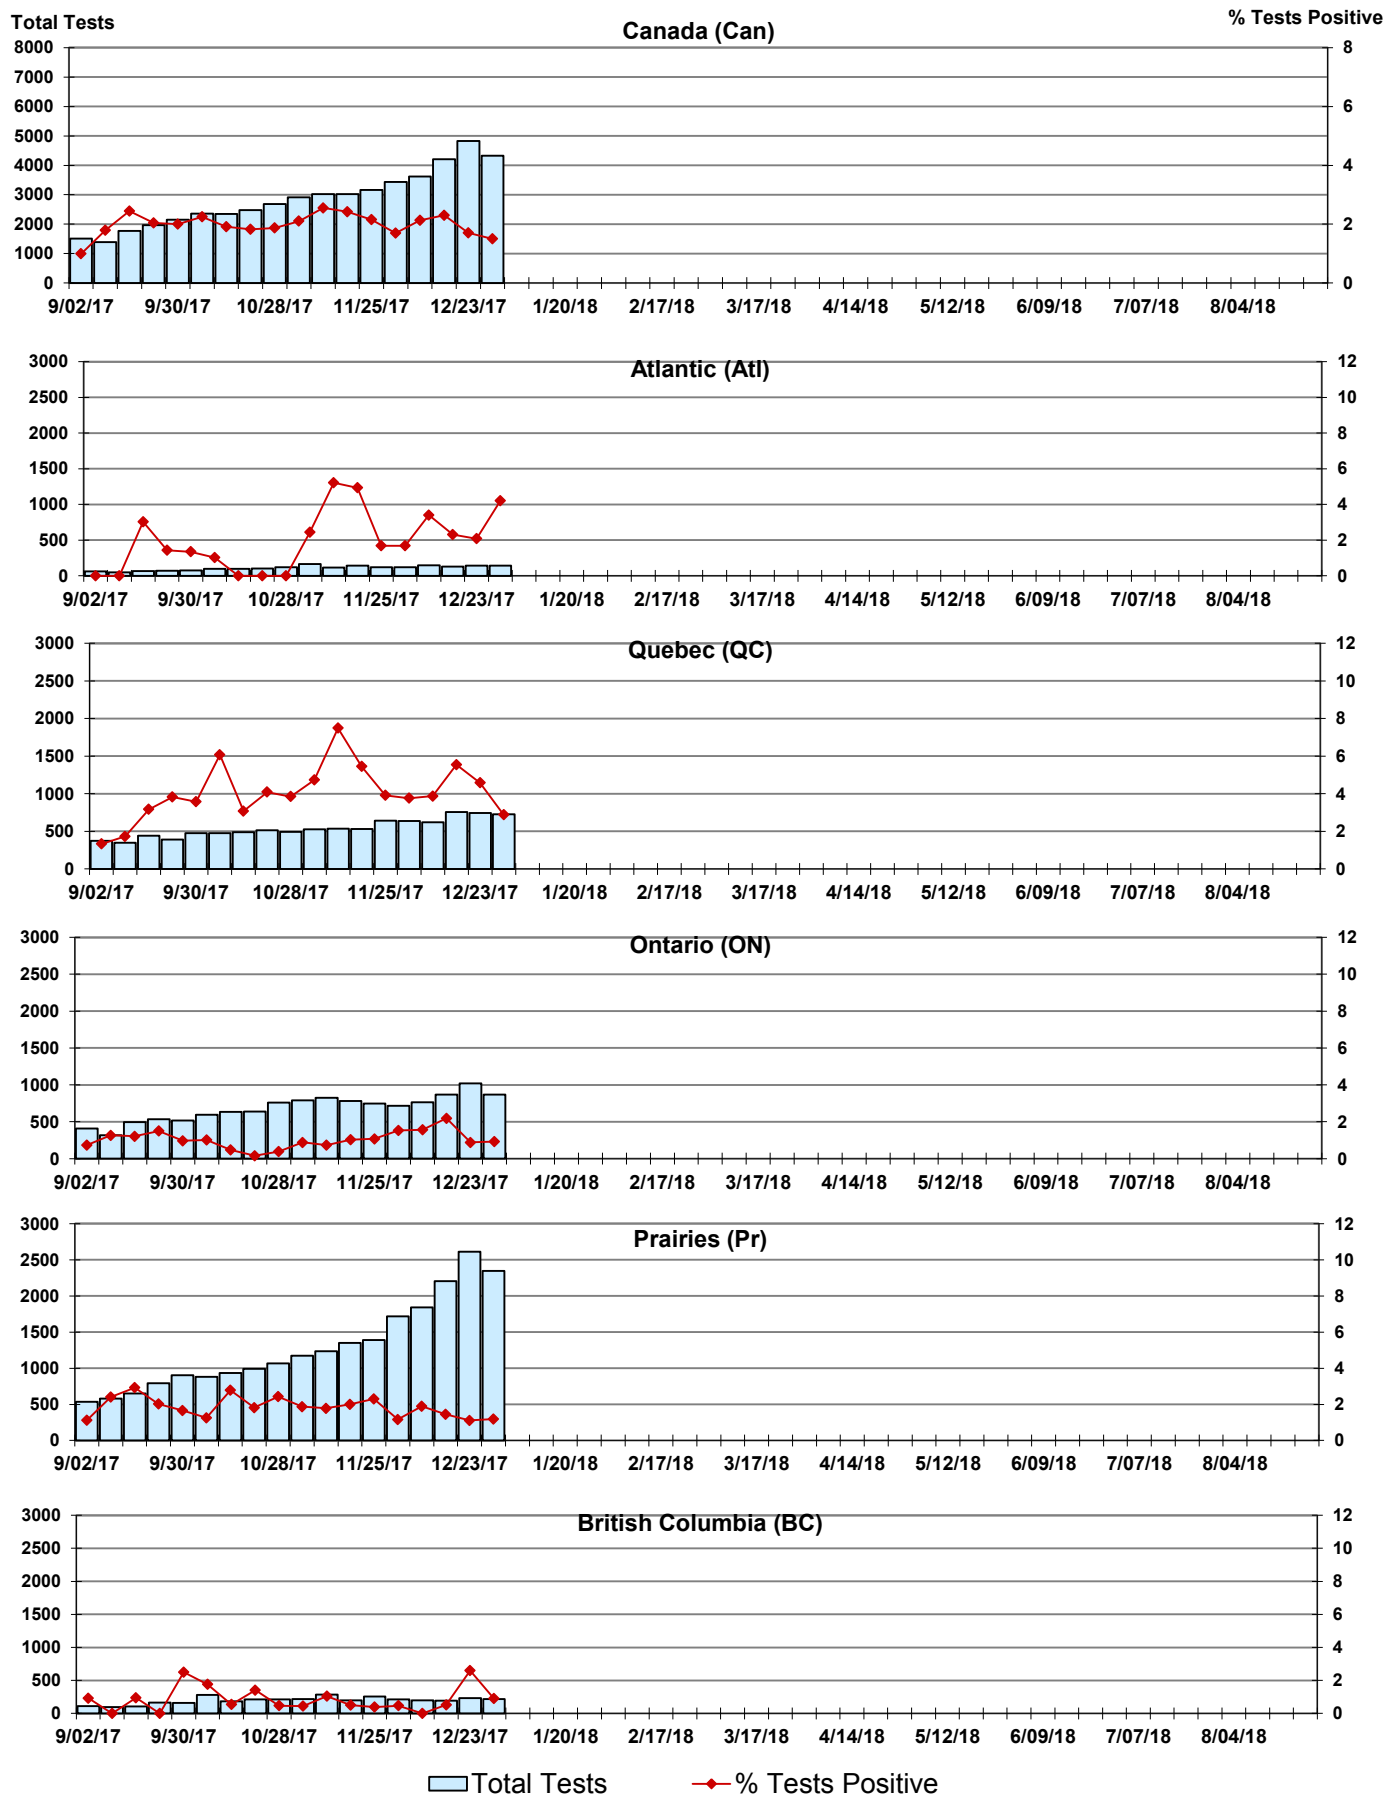 Total Tests
Canada (Can)
% Tests Positive
8000 8
7000
6000 6
5000
4000 4
3000
2000 2
1000
0 0
9/02/17 9/30/17 10/28/17 11/25/17 12/23/17 1/20/18 2/17/18 3/17/18 4/14/18 5/12/18 6/09/18 7/07/18 8/04/18
Atlantic (Atl)
3000 12
2500 10
2000 8
1500 6
1000 4
500 2
0 0
9/02/17 9/30/17 10/28/17 11/25/17 12/23/17 1/20/18 2/17/18 3/17/18 4/14/18 5/12/18 6/09/18 7/07/18 8/04/18
Quebec (QC)
3000 12
2500 10
2000 8
1500 6
1000 4
500 2
0 0
9/02/17 9/30/17 10/28/17 11/25/17 12/23/17 1/20/18 2/17/18 3/17/18 4/14/18 5/12/18 6/09/18 7/07/18 8/04/18
Ontario (ON)
3000 12
2500 10
2000 8
1500 6
1000 4
500 2
0 0
9/02/17 9/30/17 10/28/17 11/25/17 12/23/17 1/20/18 2/17/18 3/17/18 4/14/18 5/12/18 6/09/18 7/07/18 8/04/18
Prairies (Pr)
3000 12
2500 10
2000 8
1500 6
1000 4
500 2
0 0
9/02/17 9/30/17 10/28/17 11/25/17 12/23/17 1/20/18 2/17/18 3/17/18 4/14/18 5/12/18 6/09/18 7/07/18 8/04/18
British Columbia (BC)
3000 12
2500 10
2000 8
1500 6
1000 4
500 2
0 0
9/02/17 9/30/17 10/28/17 11/25/17 12/23/17 1/20/18 2/17/18 3/17/18 4/14/18 5/12/18 6/09/18 7/07/18 8/04/18
Total Tests % Tests Positive